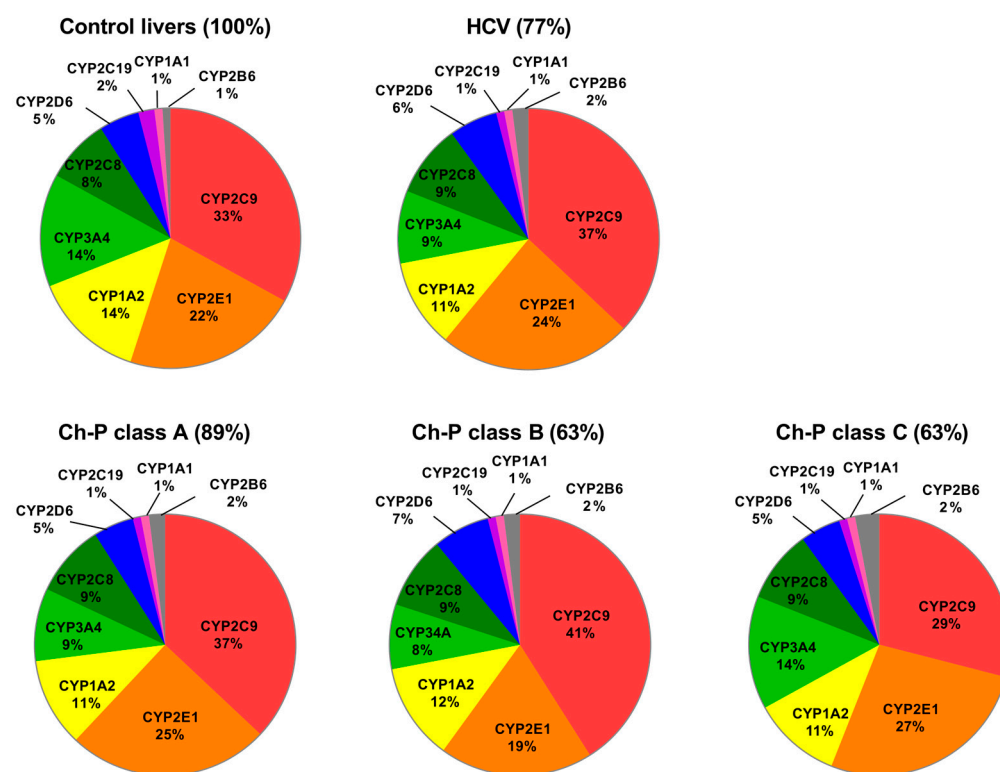 Control livers (100%)
CYP2C19
2%
CYP1A1
1%
CYP2B6
1%
CYP2D6
5%
CYP2C8
8%
CYP2C9
33%
CYP3A4
14%
CYP1A2
14%
CYP2E1
22%
HCV (77%)
CYP2C19
1%
CYP1A1
1%
CYP2B6
2%
CYP2D6
6%
CYP2C8
9%
CYP2C9
37%
CYP3A4
9%
CYP1A2
11%
CYP2E1
24%
Ch-P class A (89%)
CYP2C19
1%
CYP1A1
1%
CYP2B6
2%
CYP2D6
5%
CYP2C8
9%
CYP2C9
37%
CYP3A4
9%
CYP1A2
11%
CYP2E1
25%
Ch-P class B (63%)
CYP2C19
1%
CYP1A1
1%
CYP2B6
2%
CYP2D6
7%
CYP2C8
9%
CYP2C9
41%
CYP34A
8%
CYP1A2
12%
CYP2E1
19%
Ch-P class C (63%)
CYP2C19
1%
CYP1A1
1%
CYP2B6
2%
CYP2D6
5%
CYP2C8
9%
CYP2C9
29%
CYP3A4
14%
CYP1A2
11%
CYP2E1
27%